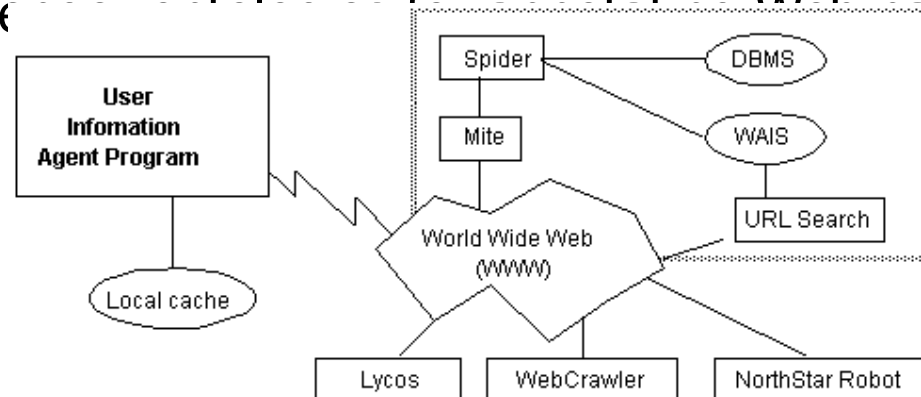 Spider
DBMS
User
Infomation
Agent Program
Mite
WAIS
URL Search
World Wide Web
(WWW)
Local cache
Lycos
WebCrawler
NorthStar Robot